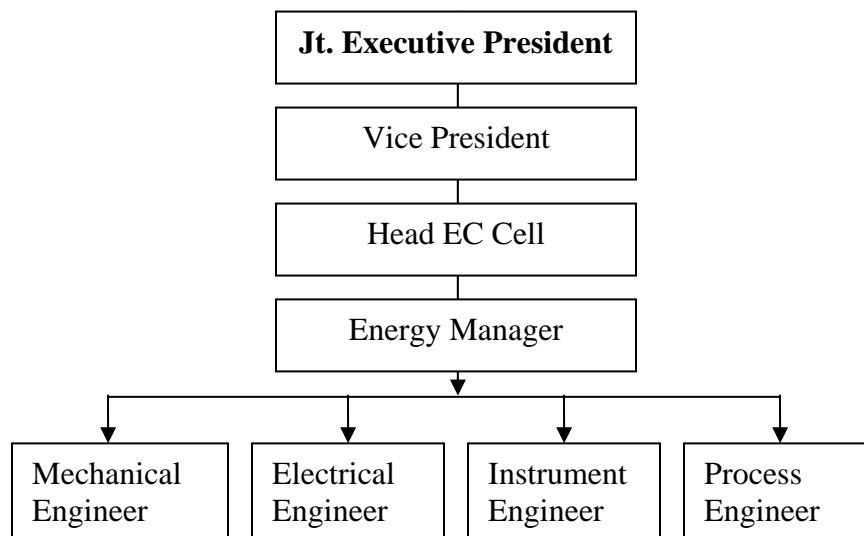 Jt. Executive President
Vice President
Head EC Cell
Energy Manager
Mechanical
Engineer
Electrical
Engineer
Instrument
Engineer
Process
Engineer